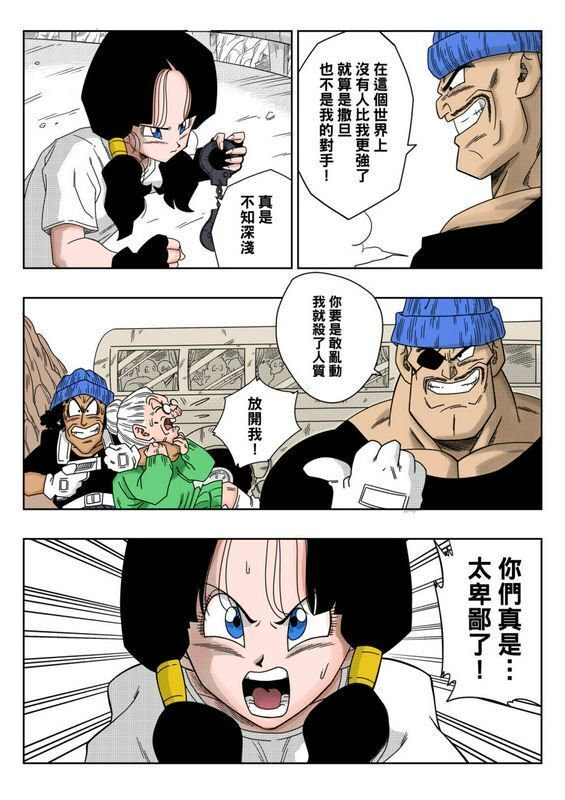 在這個世界上
沒有人比我更強了
就算是撒旦
也不是我的對手！
真是
不知深淺
你要是敢亂動
我就殺了人質
放開我！
你們真是…
太卑鄙了！